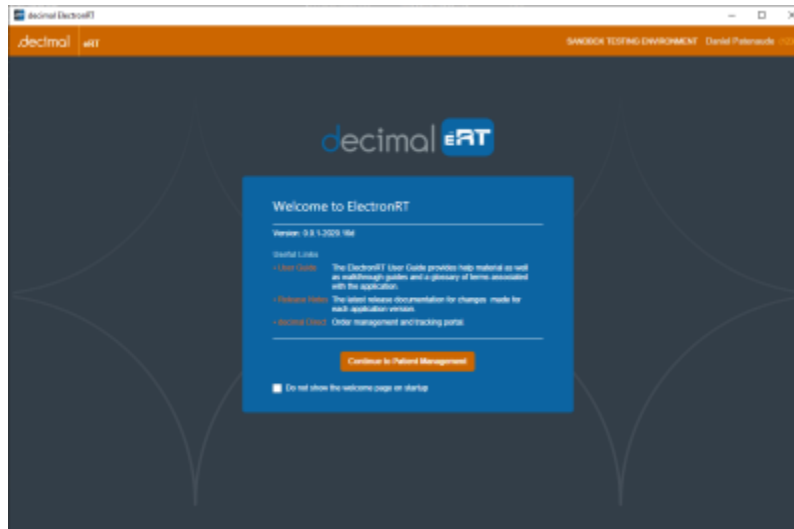 decimal ElectronRT
.decimal eRT
SANDBOX TESTING ENVIRONMENT Daniel Patenaude
decimal eRT
Welcome to ElectronRT
Useful Links
• User Guide The ElectronRT User Guide provides help material as well
as walkthrough guides and a glossary of terms associated
with the application.
• Release Notes The latest release documentation for changes made for
each application version.
• decimal Direct Order management and tracking portal.
Continue to Patient Management
Do not show the welcome page on startup